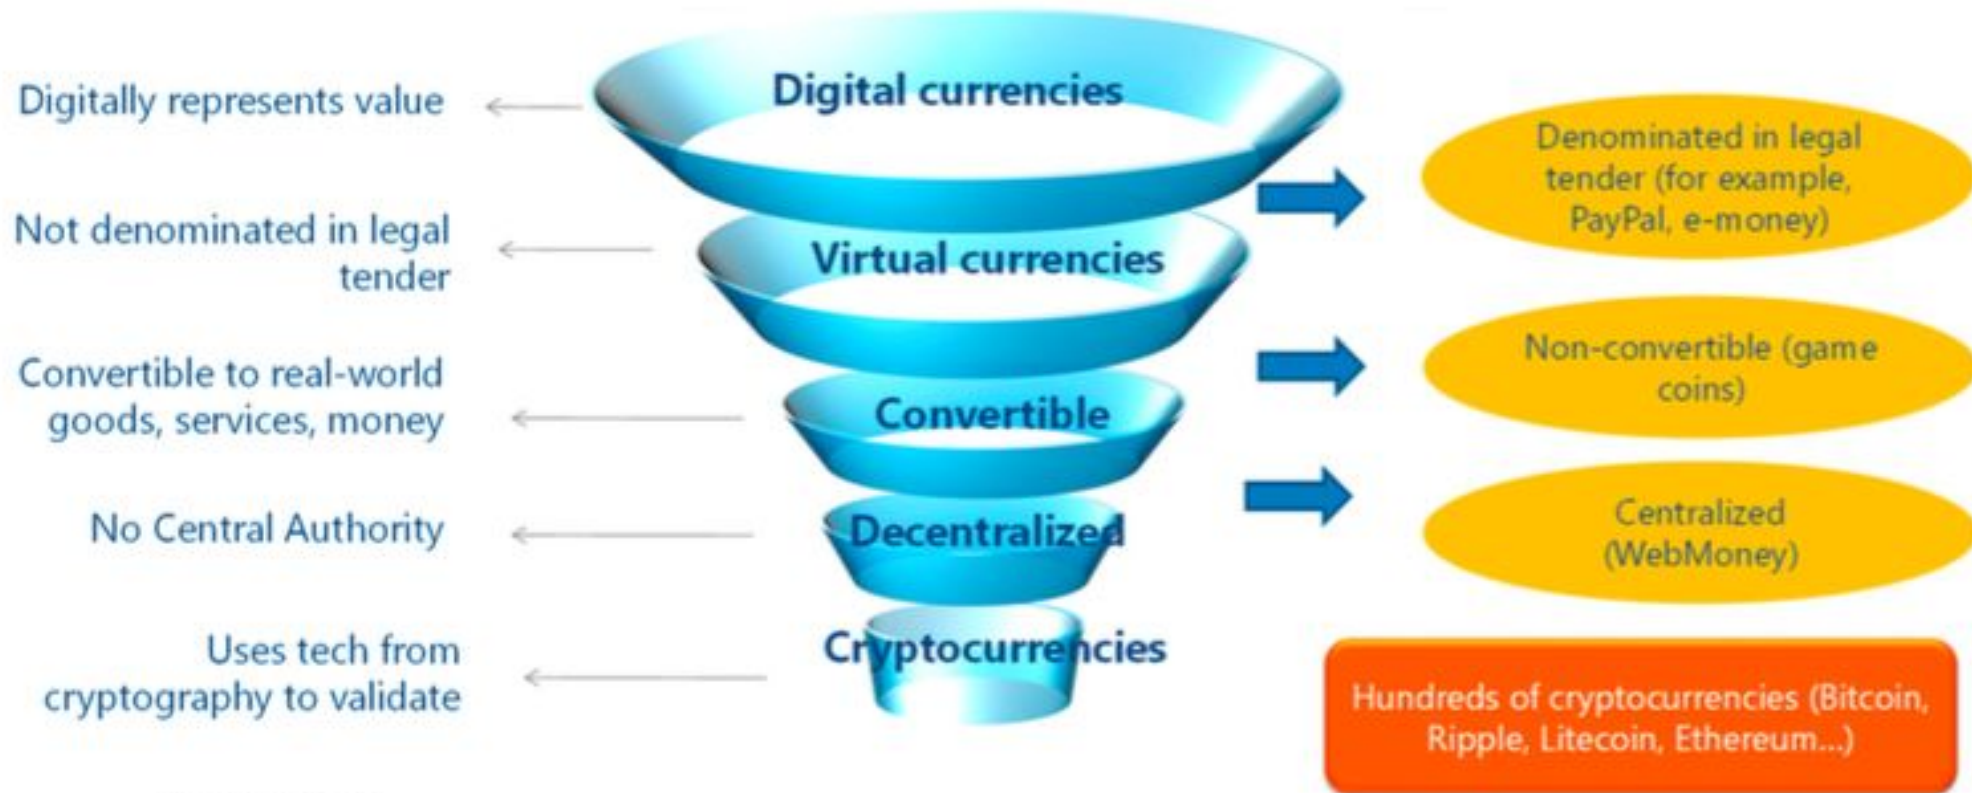 Digital currencies
Digitally represents value
Denominated in legal
tender (for example,
PayPal, e-money)
Not denominated in legal
tender
Virtual currencies
Non-convertible (game
coins)
Convertible to real-world
goods, services, money
Convertible
Centralized
(WebMoney)
No Central Authority
Decentralized
Uses tech from
cryptography to validate
Cryptocurrencies
Hundreds of cryptocurrencies (Bitcoin,
Ripple, Litecoin, Ethereum...)